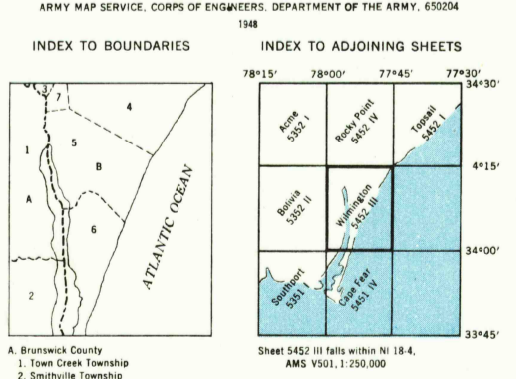 ARMY MAP SERVICE, CORPS OF ENGINEERS, DEPARTMENT OF THE ARMY, 650204
1948
INDEX TO BOUNDARIES
INDEX TO ADJOINING SHEETS
3
7
4
1
5
B
A
6
2
ATLANTIC OCEAN
78°15'
78°00'
77°45'
77°30'
34°30'
4°15'
34°00'
33°45'
Acme
5352 I
Rocky Point
5452 IV
Topsail
5452 I
Bolivia
5352 II
Wilmington
5452 III
Southport
5351 I
Cape Fear
5451 IV
A. Brunswick County
1. Town Creek Township
2. Smithville Township
Sheet 5452 III falls within NI 18-4,
AMS V501, 1:250,000